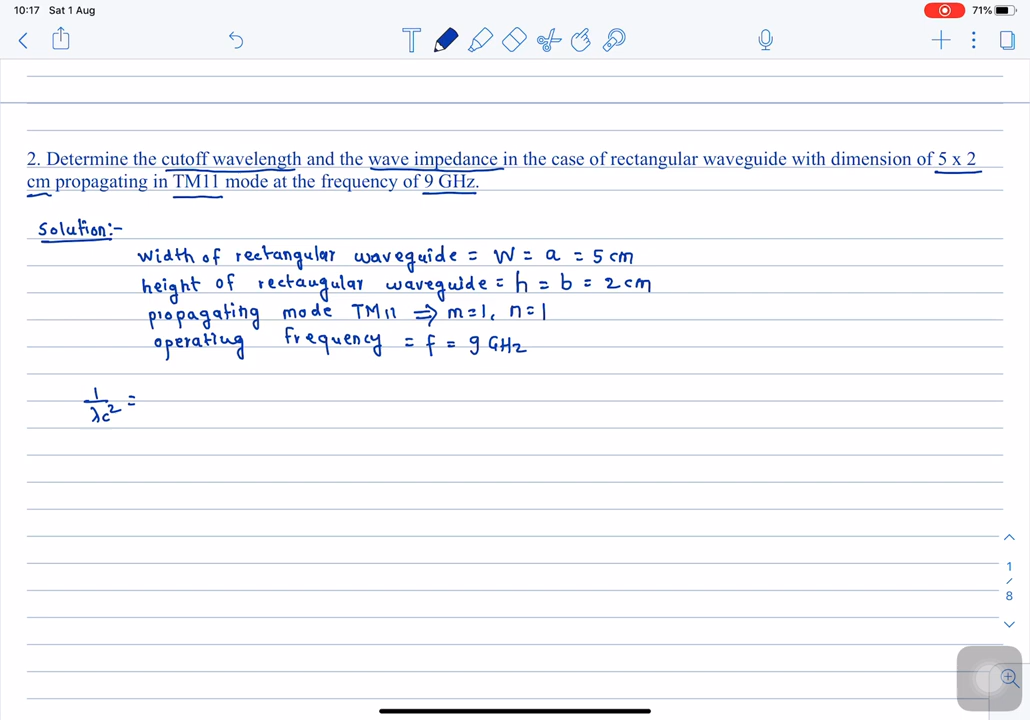 10:17 Sat 1 Aug
71%
T
2. Determine the cutoff wavelength and the wave impedance in the case of rectangular waveguide with dimension of 5 x 2
cm propagating in TM11 mode at the frequency of 9 GHz.
Solution:-
width of rectangular waveguide = W = a = 5 cm
height of rectangular waveguide = h = b = 2 cm
propagating mode TM11 ⇒ m=1, n=1
operating frequency = f = 9 GHz
1/λc² =
1
/
8